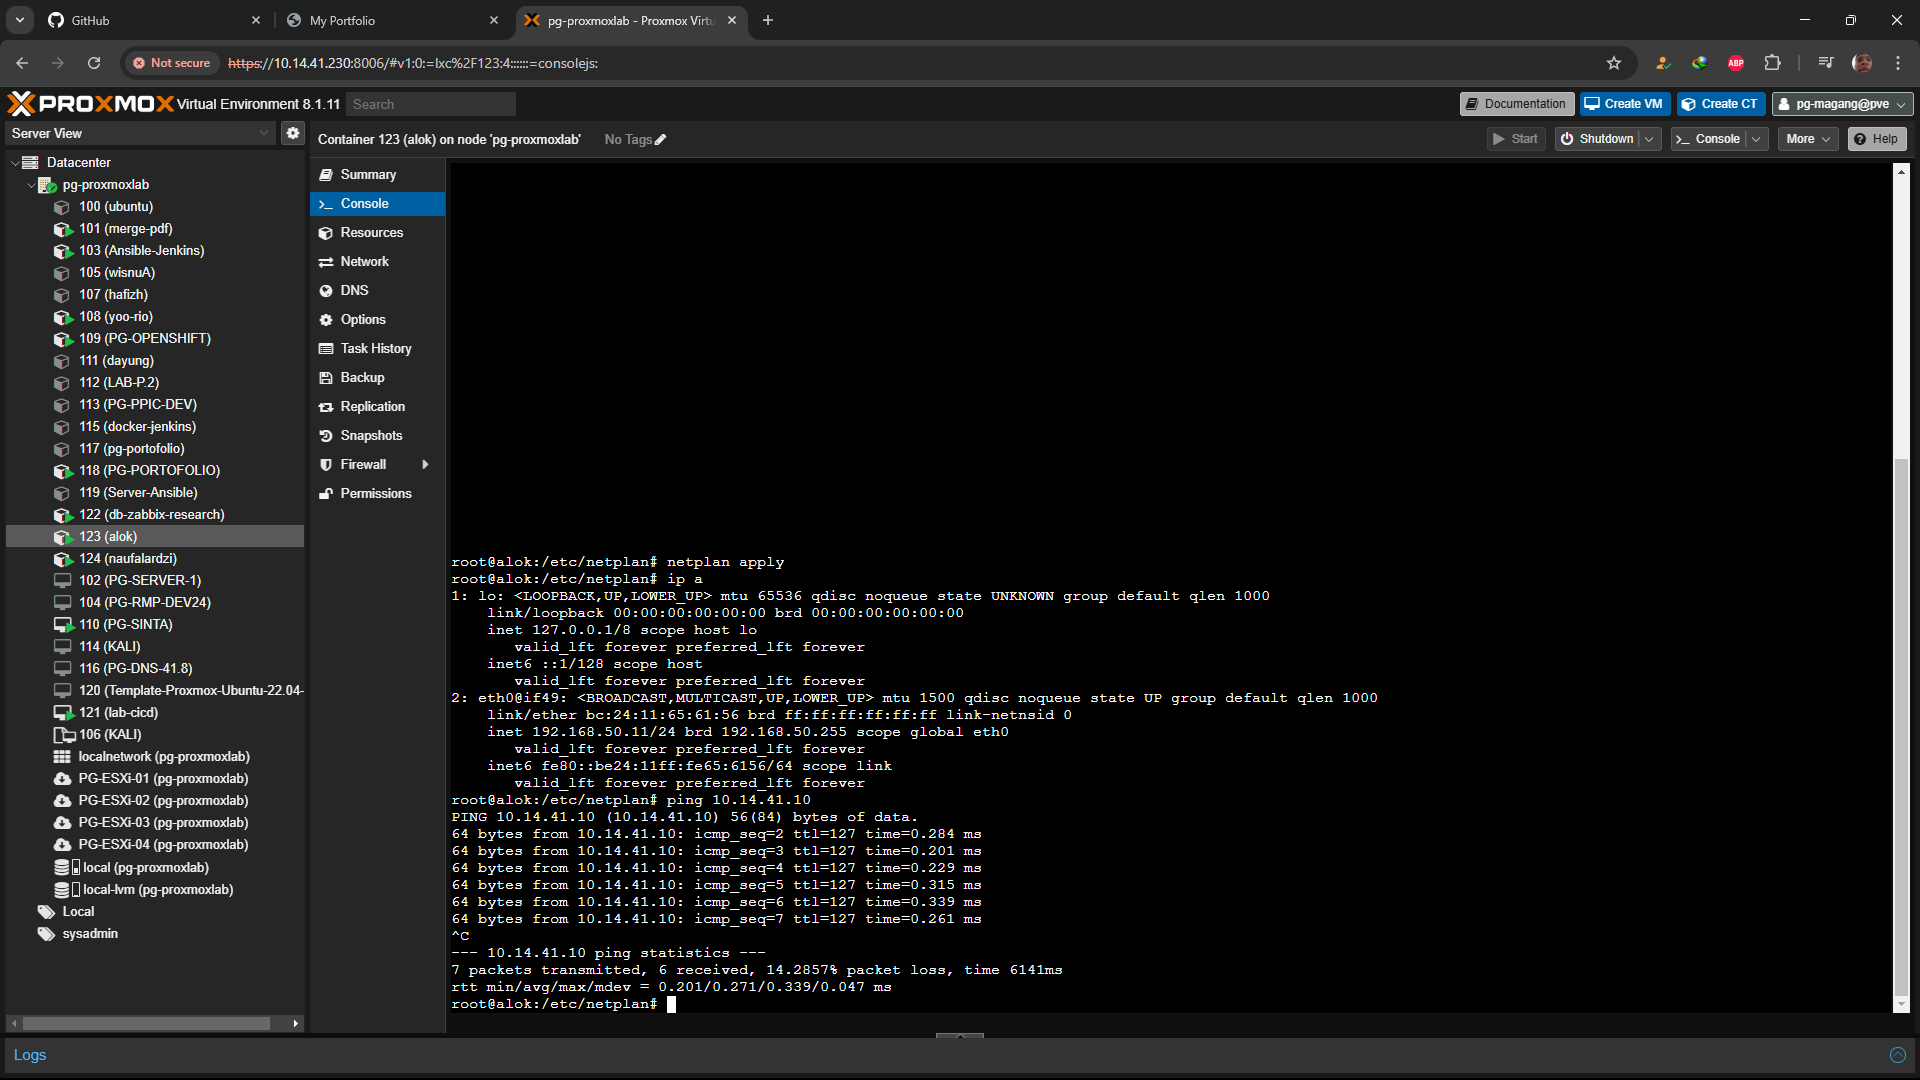 GitHub
My Portfolio
pg-proxmoxlab - Proxmox Virtu
Not secure
https://10.14.41.230:8006/#v1:0:=lxc%2F123:4::::::=consolejs:
ABP
PROXMOX Virtual Environment 8.1.11
Search
Documentation
Create VM
Create CT
pg-magang@pve
Server View
Container 123 (alok) on node 'pg-proxmoxlab'
No Tags
Start
Shutdown
Console
More
Help
Datacenter
pg-proxmoxlab
100 (ubuntu)
101 (merge-pdf)
103 (Ansible-Jenkins)
105 (wisnuA)
107 (hafizh)
108 (yoo-rio)
109 (PG-OPENSHIFT)
111 (dayung)
112 (LAB-P.2)
113 (PG-PPIC-DEV)
115 (docker-jenkins)
117 (pg-portofolio)
118 (PG-PORTOFOLIO)
119 (Server-Ansible)
122 (db-zabbix-research)
123 (alok)
124 (naufalardzi)
102 (PG-SERVER-1)
104 (PG-RMP-DEV24)
110 (PG-SINTA)
114 (KALI)
116 (PG-DNS-41.8)
120 (Template-Proxmox-Ubuntu-22.04-
121 (lab-cicd)
106 (KALI)
localnetwork (pg-proxmoxlab)
PG-ESXi-01 (pg-proxmoxlab)
PG-ESXi-02 (pg-proxmoxlab)
PG-ESXi-03 (pg-proxmoxlab)
PG-ESXi-04 (pg-proxmoxlab)
local (pg-proxmoxlab)
local-lvm (pg-proxmoxlab)
Local
sysadmin
Summary
Console
Resources
Network
DNS
Options
Task History
Backup
Replication
Snapshots
Firewall
Permissions
root@alok:/etc/netplan# netplan apply
root@alok:/etc/netplan# ip a
1: lo: <LOOPBACK,UP,LOWER_UP> mtu 65536 qdisc noqueue state UNKNOWN group default qlen 1000
link/loopback 00:00:00:00:00:00 brd 00:00:00:00:00:00
inet 127.0.0.1/8 scope host lo
valid_lft forever preferred_lft forever
inet6 ::1/128 scope host
valid_lft forever preferred_lft forever
2: eth0@if49: <BROADCAST,MULTICAST,UP,LOWER_UP> mtu 1500 qdisc noqueue state UP group default qlen 1000
link/ether bc:24:11:65:61:56 brd ff:ff:ff:ff:ff:ff link-netnsid 0
inet 192.168.50.11/24 brd 192.168.50.255 scope global eth0
valid_lft forever preferred_lft forever
inet6 fe80::be24:11ff:fe65:6156/64 scope link
valid_lft forever preferred_lft forever
root@alok:/etc/netplan# ping 10.14.41.10
PING 10.14.41.10 (10.14.41.10) 56(84) bytes of data.
64 bytes from 10.14.41.10: icmp_seq=2 ttl=127 time=0.284 ms
64 bytes from 10.14.41.10: icmp_seq=3 ttl=127 time=0.201 ms
64 bytes from 10.14.41.10: icmp_seq=4 ttl=127 time=0.229 ms
64 bytes from 10.14.41.10: icmp_seq=5 ttl=127 time=0.315 ms
64 bytes from 10.14.41.10: icmp_seq=6 ttl=127 time=0.339 ms
64 bytes from 10.14.41.10: icmp_seq=7 ttl=127 time=0.261 ms
^C
--- 10.14.41.10 ping statistics ---
7 packets transmitted, 6 received, 14.2857% packet loss, time 6141ms
rtt min/avg/max/mdev = 0.201/0.271/0.339/0.047 ms
root@alok:/etc/netplan#
Logs